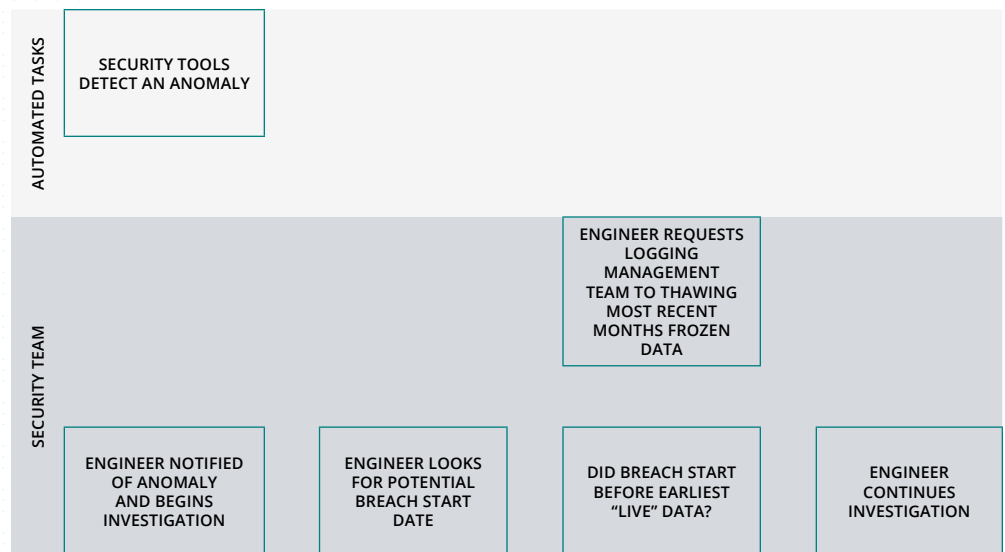 AUTOMATED TASKS
SECURITY TOOLS
DETECT AN ANOMALY
SECURITY TEAM
ENGINEER REQUESTS
LOGGING
MANAGEMENT
TEAM TO THAWING
MOST RECENT
MONTHS FROZEN
DATA
ENGINEER NOTIFIED
OF ANOMALY
AND BEGINS
INVESTIGATION
ENGINEER LOOKS
FOR POTENTIAL
BREACH START
DATE
DID BREACH START
BEFORE EARLIEST
“LIVE” DATA?
ENGINEER
CONTINUES
INVESTIGATION